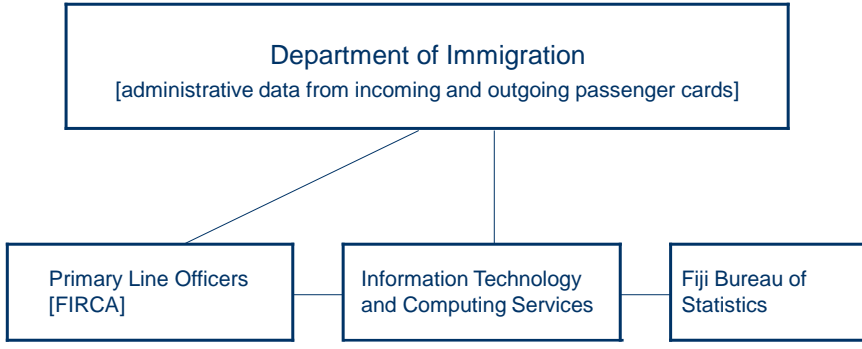 Department of Immigration
[administrative data from incoming and outgoing passenger cards]
Primary Line Officers
[FIRCA]
Information Technology
and Computing Services
Fiji Bureau of
Statistics